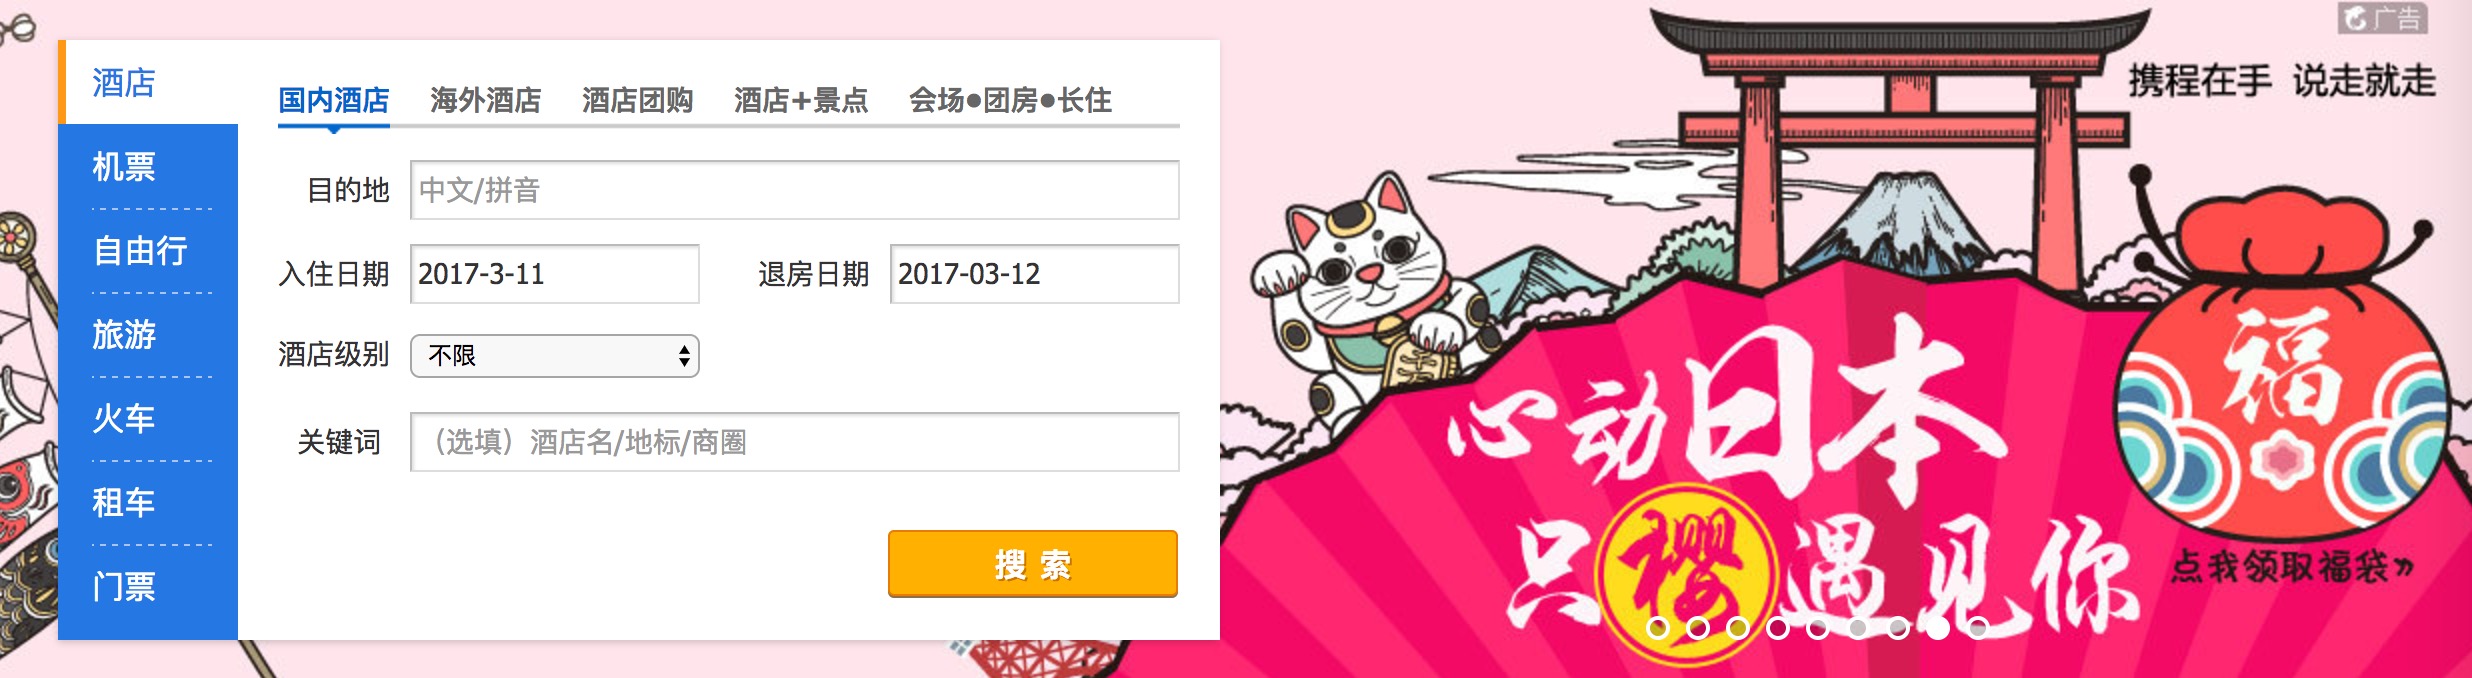 酒店
机票
自由行
旅游
火车
租车
门票
国内酒店 海外酒店 酒店团购 酒店+景点 会场●团房●长住
目的地 中文/拼音
入住日期 2017-3-11 退房日期 2017-03-12
酒店级别 不限
关键词 （选填）酒店名/地标/商圈
搜索
广告
携程在手 说走就走
福
心动日本
只樱遇见你
点我领取福袋»